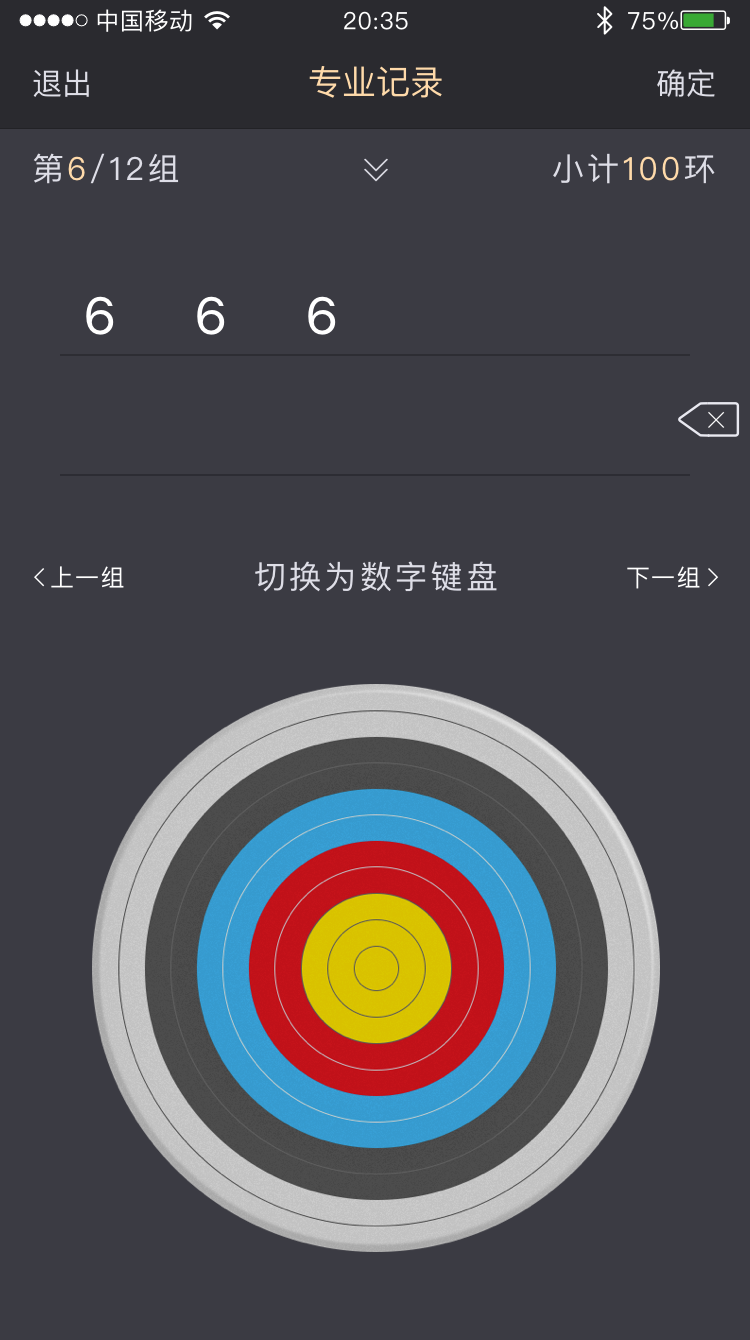 中国移动 20:35 75%
退出 专业记录 确定
第6/12组 小计100环
6 6 6
上一组 切换为数字键盘 下一组